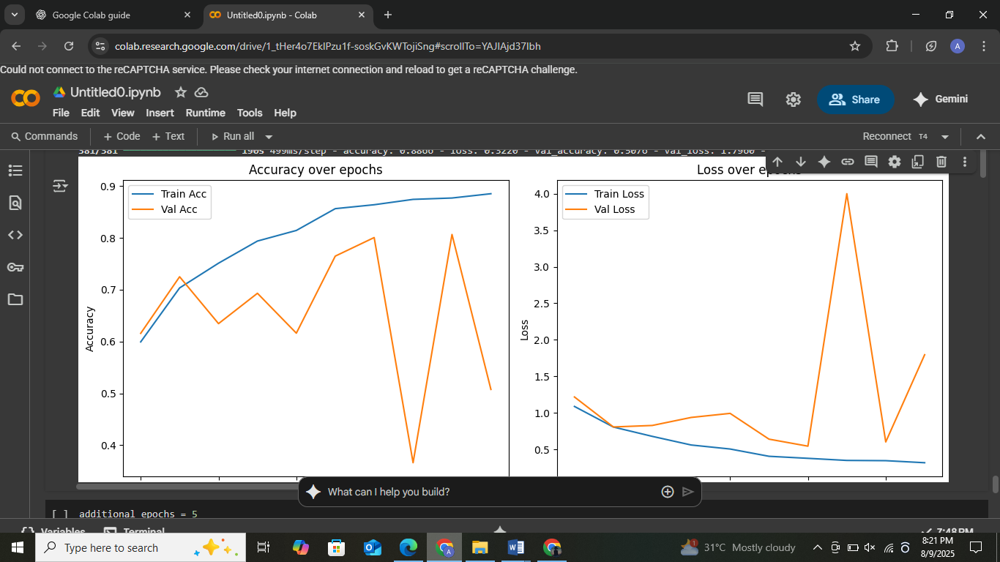 Google Colab guide
Untitled0.ipynb - Colab
colab.research.google.com/drive/1_tHer4o7EklPzu1f-soskGvKWTojiSng#scrollTo=YAJIAjd37Ibh
A
Could not connect to the reCAPTCHA service. Please check your internet connection and reload to get a reCAPTCHA challenge.
Untitled0.ipynb
Share
Gemini
File Edit View Insert Runtime Tools Help
Commands + Code + Text Run all
Reconnect T4
381/381 190s 499ms/step - accuracy: 0.8866 - loss: 0.3220 - val_accuracy: 0.5076 - val_loss: 1.7960 -
Accuracy over epochs
Train Acc
Val Acc
0.9
0.8
0.7
0.6
0.5
0.4
Accuracy
Loss over epochs
Train Loss
Val Loss
4.0
3.5
3.0
2.5
2.0
1.5
1.0
0.5
Loss
What can I help you build?
[ ] additional epochs = 5
Variables Terminal
7:48 PM
Type here to search
31°C Mostly cloudy
8:21 PM
8/9/2025